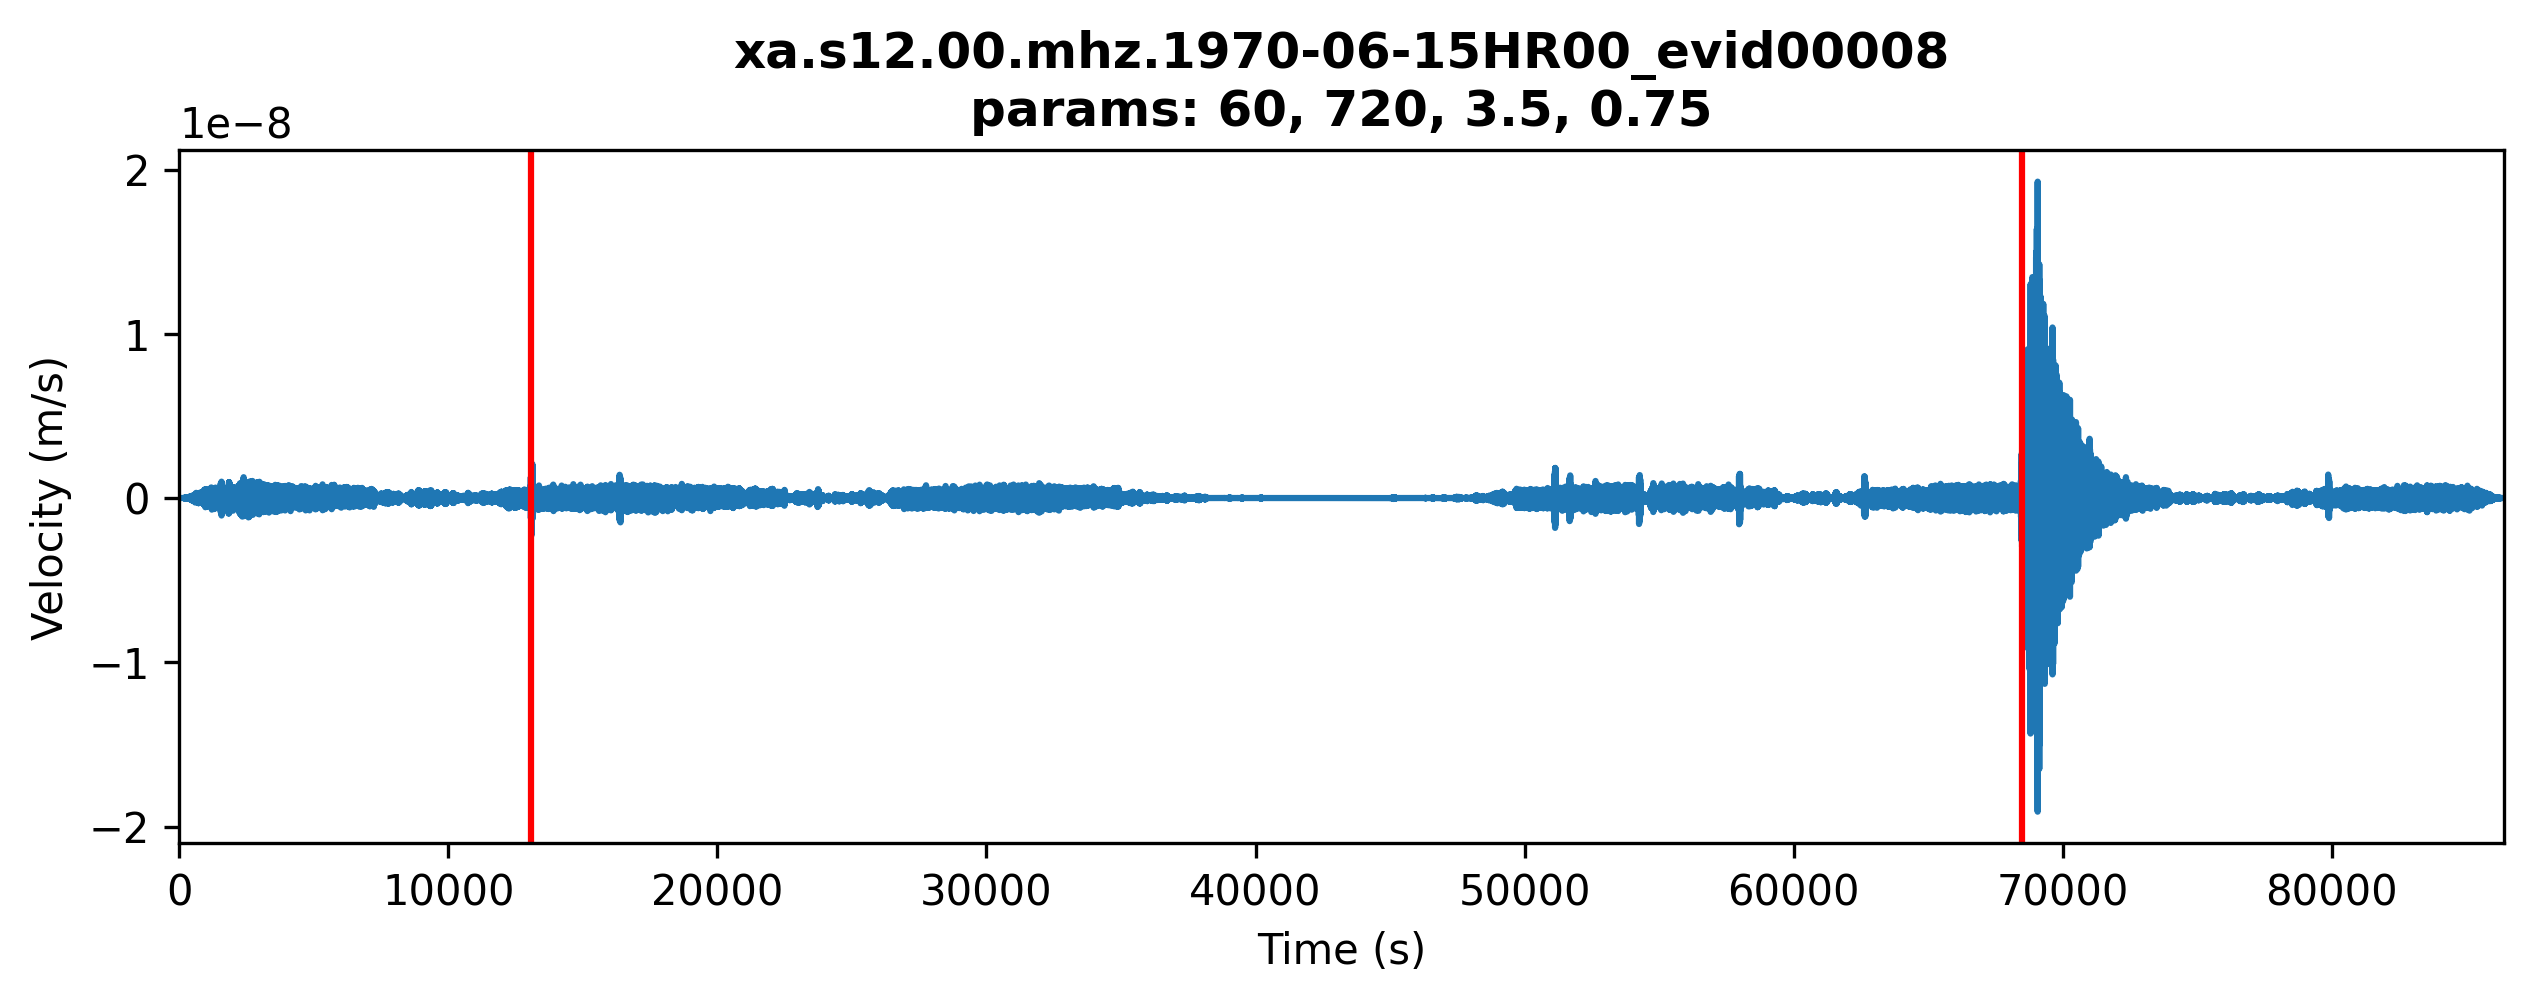 xa.s12.00.mhz.1970-06-15HR00_evid00008
params: 60, 720, 3.5, 0.75
1e−8
2
1
0
−1
−2
Velocity (m/s)
0 10000 20000 30000 40000 50000 60000 70000 80000
Time (s)